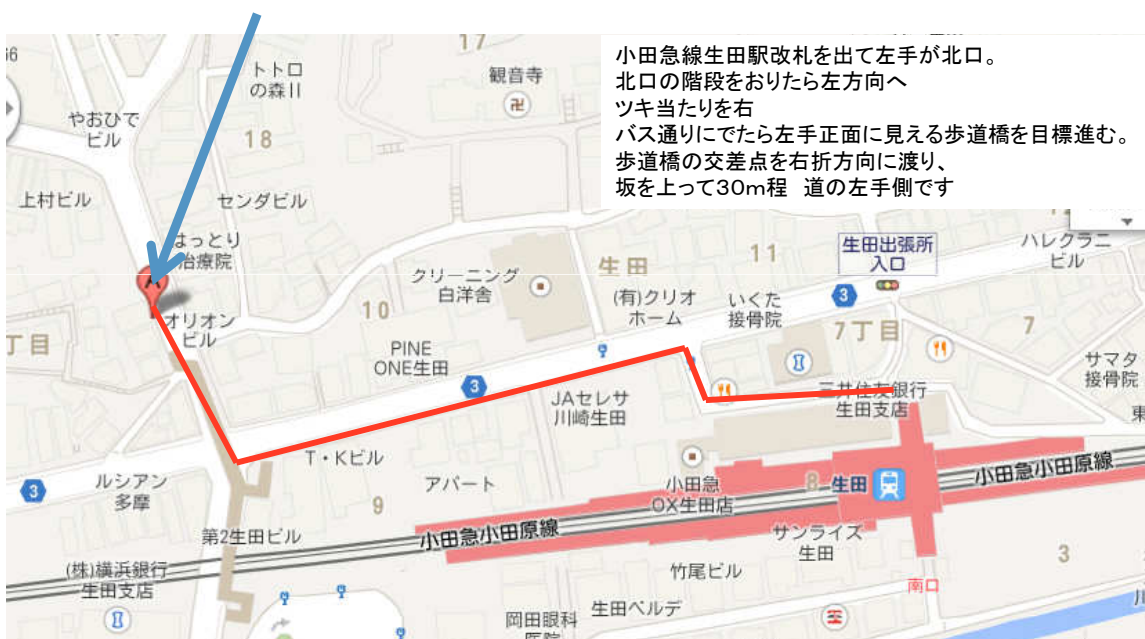 小田急線生田駅改札を出て左手が北口。
北口の階段をおりたら左方向へ
ツキ当たりを右
バス通りにでたら左手正面に見える歩道橋を目標進む。
歩道橋の交差点を右折方向に渡り、
坂を上って30m程 道の左手側です
17
トトロ
の森II
観音寺
やおひで
ビル
18
上村ビル
センダビル
はっとり
治療院
クリーニング
白洋舎
生田
11
生田出張所
入口
ハレクラニ
ビル
A
オリオン
ビル
10
(有)クリオ
ホーム
いくた
接骨院
3
7丁目
7
丁目
PINE
ONE生田
3
JAセレサ
川崎生田
三井住友銀行
生田支店
サマタ
接骨院
東
T・Kビル
ルシアン
多摩
3
アパート
9
小田急
OX生田店
8
生田
小田急小田原線
第2生田ビル
小田急小田原線
サンライズ
生田
3
(株)横浜銀行
生田支店
竹尾ビル
南口
岡田眼科
医院
生田ベルデ
川